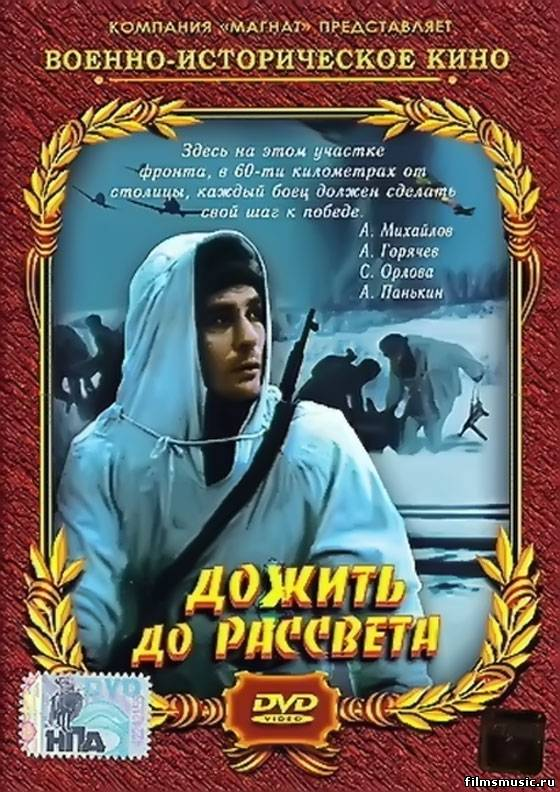 КОМПАНИЯ «МАГНАТ» ПРЕДСТАВЛЯЕТ
ВОЕННО-ИСТОРИЧЕСКОЕ КИНО
Здесь на этом участке
фронта, в 60-ти километрах от
столицы, каждый боец должен сделать
свой шаг к победе.
А. Михайлов
А. Горячев
С. Орлова
А. Панькин
ДОЖИТЬ
ДО РАССВЕТА
DVD
VIDEO
DVD
НПА
filmsmusic.ru